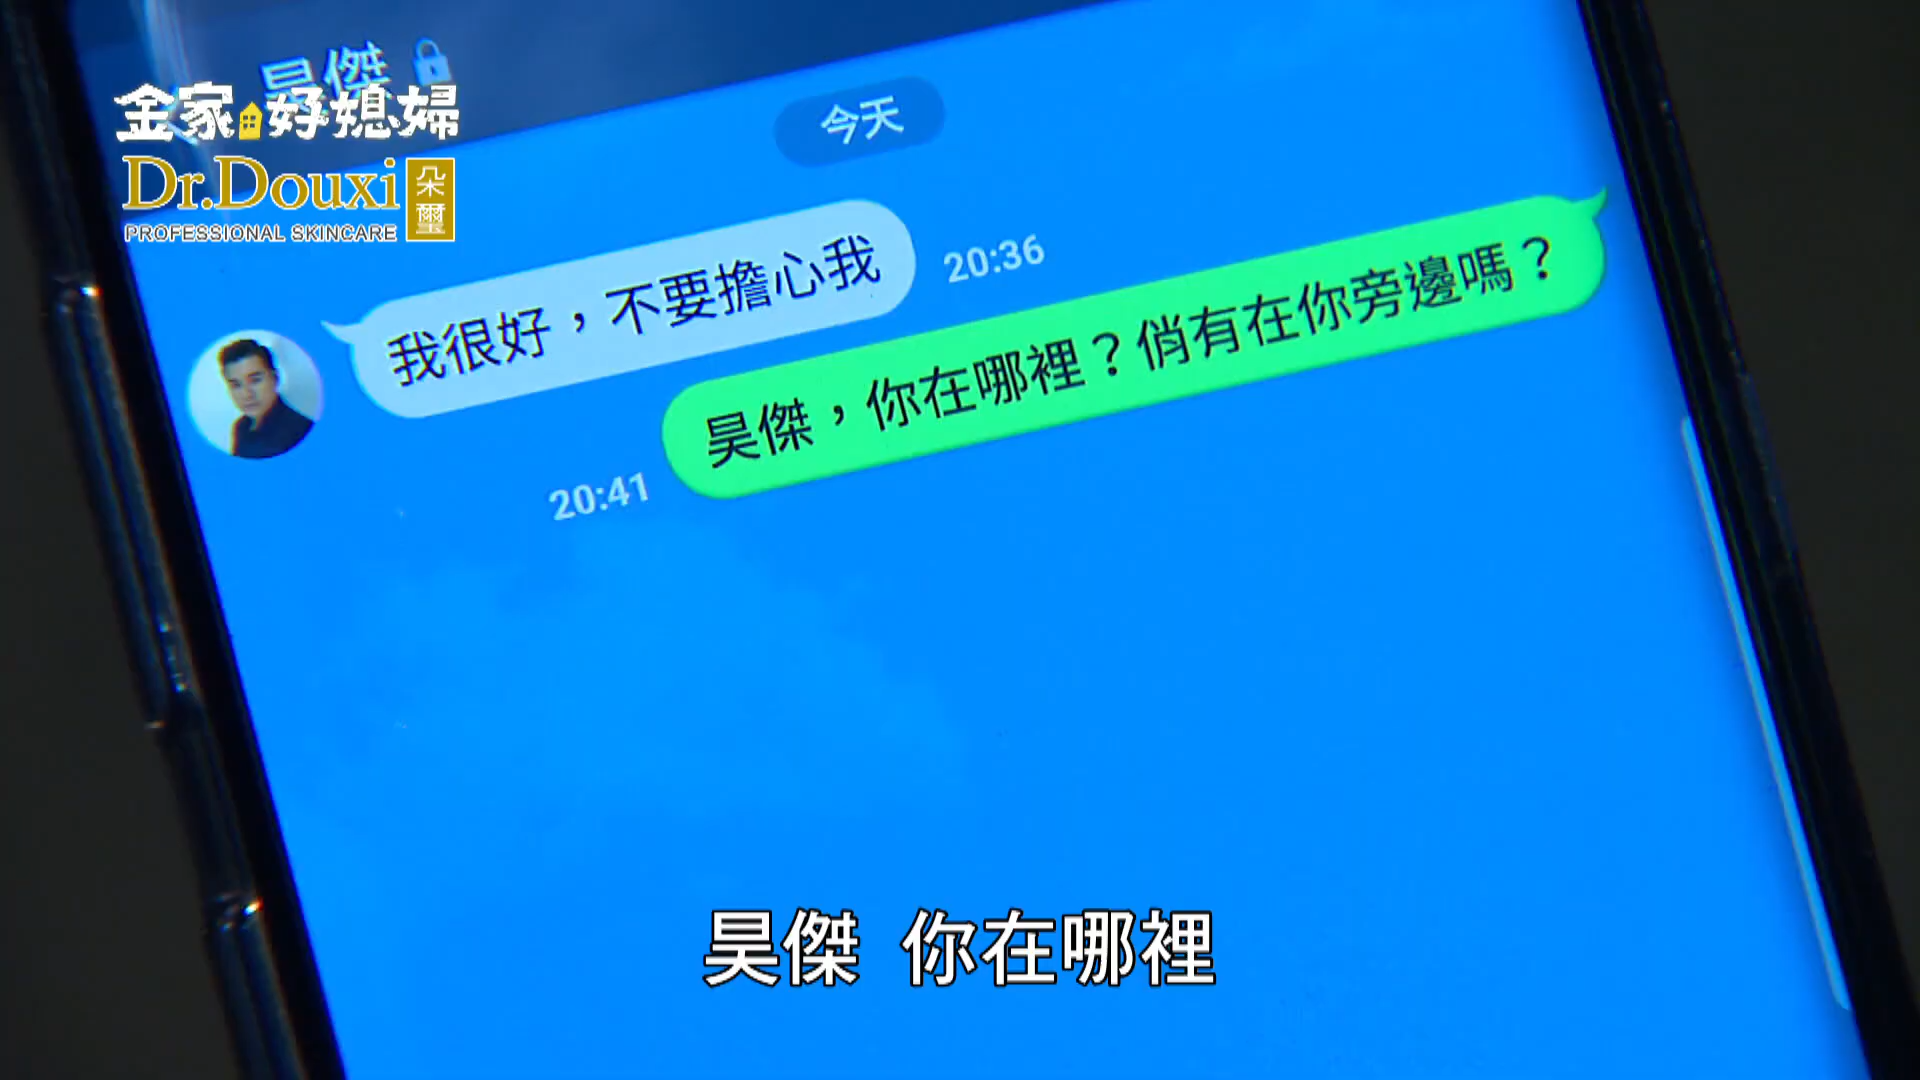 昊傑
金家好媳婦
Dr.Douxi 朵璽
PROFESSIONAL SKINCARE
今天
我很好，不要擔心我
20:36
昊傑，你在哪裡？俏有在你旁邊嗎？
20:41
昊傑 你在哪裡